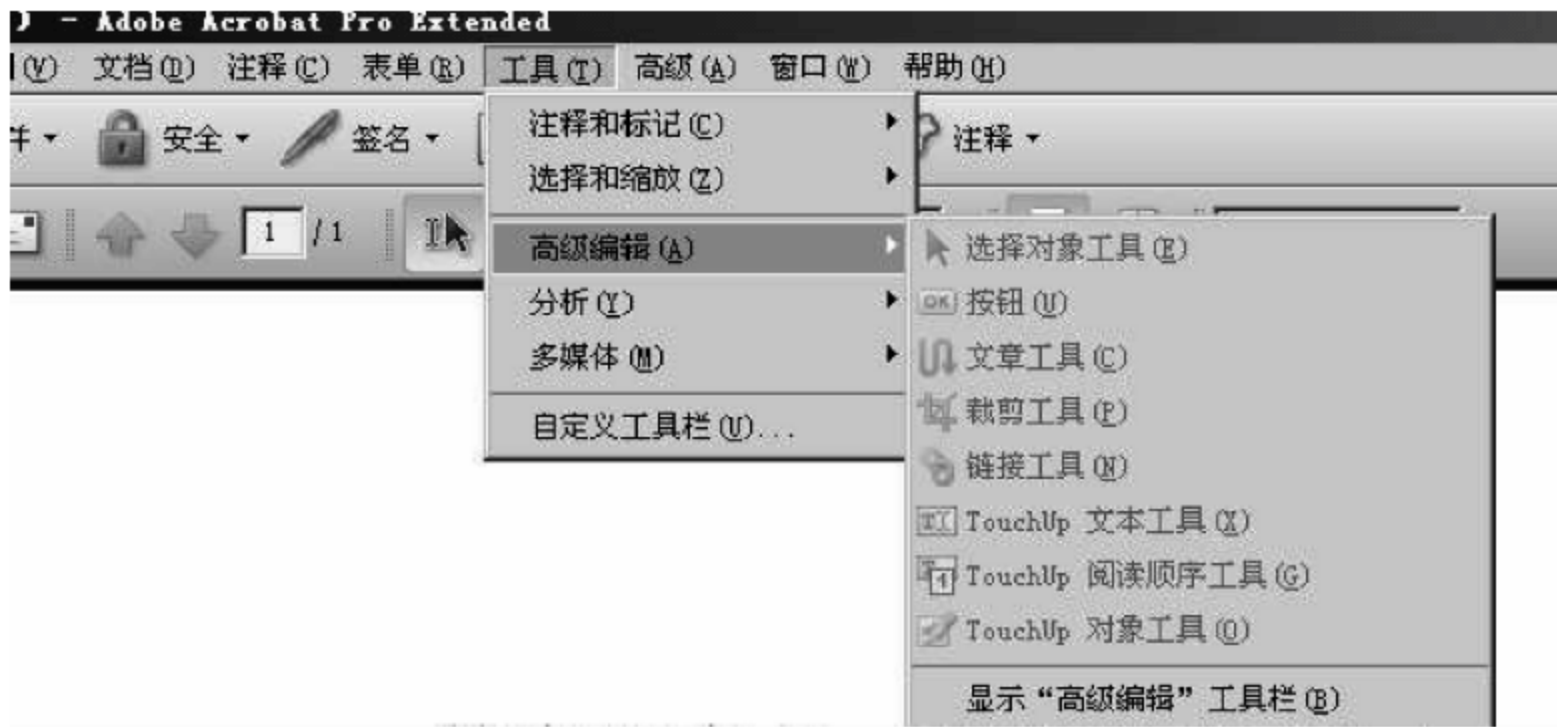 ) - Adobe Acrobat Pro Extended
(V) 文档(D) 注释(C) 表单(R) 工具(T) 高级(A) 窗口(W) 帮助(H)
安全 签名 注释
1 / 1
注释和标记(C)
选择和缩放(Z)
高级编辑(A)
分析(Y)
多媒体(M)
自定义工具栏(U)...
选择对象工具(E)
OK 按钮(U)
文章工具(C)
裁剪工具(P)
链接工具(N)
TouchUp 文本工具(X)
TouchUp 阅读顺序工具(G)
TouchUp 对象工具(O)
显示“高级编辑”工具栏(B)